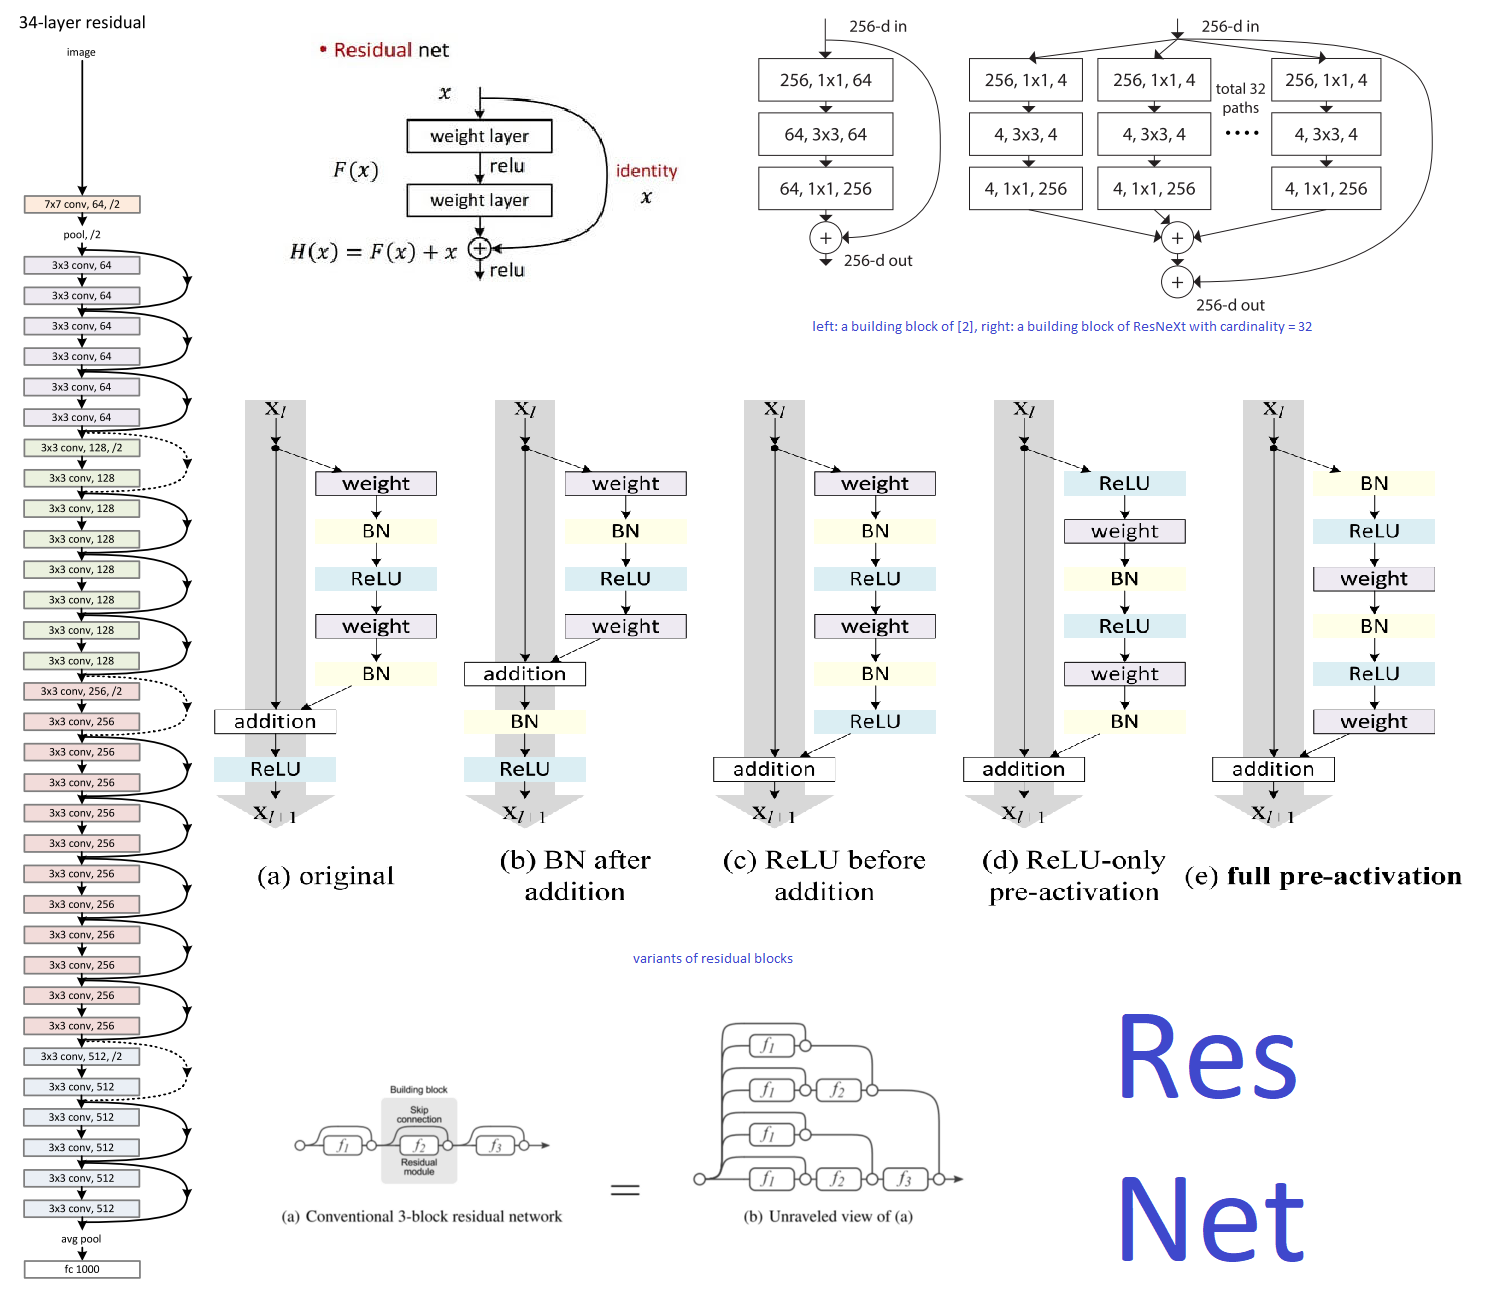 34-layer residual
image
7x7 conv, 64, /2
pool, /2
3x3 conv, 64
3x3 conv, 64
3x3 conv, 64
3x3 conv, 64
3x3 conv, 64
3x3 conv, 64
3x3 conv, 128, /2
3x3 conv, 128
3x3 conv, 128
3x3 conv, 128
3x3 conv, 128
3x3 conv, 128
3x3 conv, 128
3x3 conv, 128
3x3 conv, 256, /2
3x3 conv, 256
3x3 conv, 256
3x3 conv, 256
3x3 conv, 256
3x3 conv, 256
3x3 conv, 256
3x3 conv, 256
3x3 conv, 256
3x3 conv, 256
3x3 conv, 256
3x3 conv, 256
3x3 conv, 512, /2
3x3 conv, 512
3x3 conv, 512
3x3 conv, 512
3x3 conv, 512
3x3 conv, 512
avg pool
fc 1000
• Residual net
x
weight layer
relu
F(x)
weight layer
identity
x
H(x) = F(x) + x
+
relu
256-d in
256, 1x1, 64
64, 3x3, 64
64, 1x1, 256
+
256-d out
256-d in
256, 1x1, 4
256, 1x1, 4
total 32
paths
....
256, 1x1, 4
4, 3x3, 4
4, 3x3, 4
4, 3x3, 4
4, 1x1, 256
4, 1x1, 256
4, 1x1, 256
+
+
256-d out
left: a building block of [2], right: a building block of ResNeXt with cardinality = 32
x_l
weight
BN
ReLU
weight
BN
addition
ReLU
x_{l+1}
(a) original
x_l
weight
BN
ReLU
weight
addition
BN
ReLU
x_{l+1}
(b) BN after
addition
x_l
weight
BN
ReLU
weight
BN
ReLU
addition
x_{l+1}
(c) ReLU before
addition
x_l
ReLU
weight
BN
ReLU
weight
BN
addition
x_{l+1}
(d) ReLU-only
pre-activation
x_l
BN
ReLU
weight
BN
ReLU
weight
addition
x_{l+1}
(e) full pre-activation
variants of residual blocks
Building block
Skip
connection
f1
f2
f3
Residual
module
(a) Conventional 3-block residual network
=
f1
f1 f2
f1
f1 f2 f3
(b) Unraveled view of (a)
Res
Net